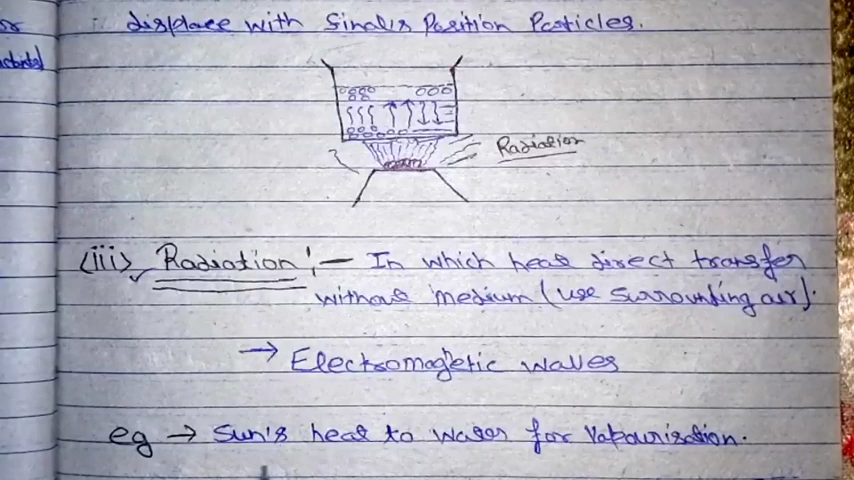 or
displace with Similar Position Particles.
Radiation
(iii) Radiation :— In which heat direct transfer
without medium (use surrounding air).
→ Electromagnetic waves
eg → Sun's heat to water for Vapourisation.